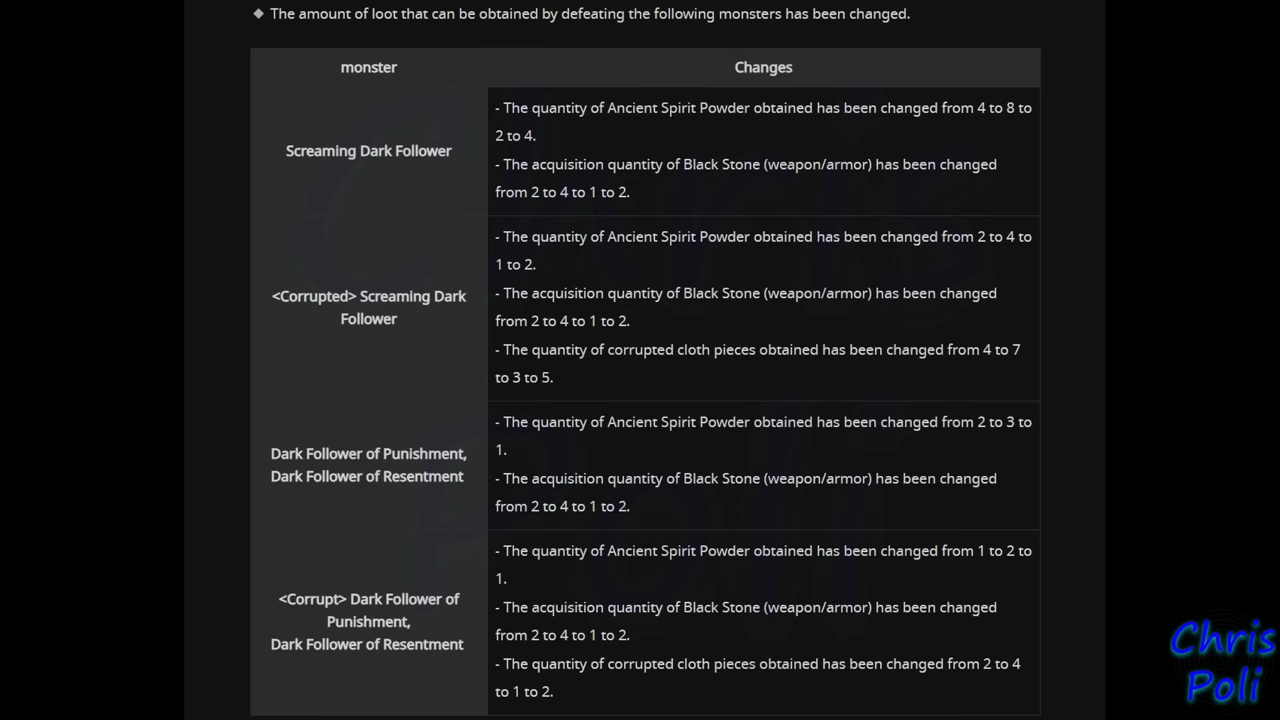 ◆ The amount of loot that can be obtained by defeating the following monsters has been changed.
monster
Changes
Screaming Dark Follower
- The quantity of Ancient Spirit Powder obtained has been changed from 4 to 8 to
2 to 4.
- The acquisition quantity of Black Stone (weapon/armor) has been changed
from 2 to 4 to 1 to 2.
<Corrupted> Screaming Dark
Follower
- The quantity of Ancient Spirit Powder obtained has been changed from 2 to 4 to
1 to 2.
- The acquisition quantity of Black Stone (weapon/armor) has been changed
from 2 to 4 to 1 to 2.
- The quantity of corrupted cloth pieces obtained has been changed from 4 to 7
to 3 to 5.
Dark Follower of Punishment,
Dark Follower of Resentment
- The quantity of Ancient Spirit Powder obtained has been changed from 2 to 3 to
1.
- The acquisition quantity of Black Stone (weapon/armor) has been changed
from 2 to 4 to 1 to 2.
<Corrupt> Dark Follower of
Punishment,
Dark Follower of Resentment
- The quantity of Ancient Spirit Powder obtained has been changed from 1 to 2 to
1.
- The acquisition quantity of Black Stone (weapon/armor) has been changed
from 2 to 4 to 1 to 2.
- The quantity of corrupted cloth pieces obtained has been changed from 2 to 4
to 1 to 2.
Chris
Poli